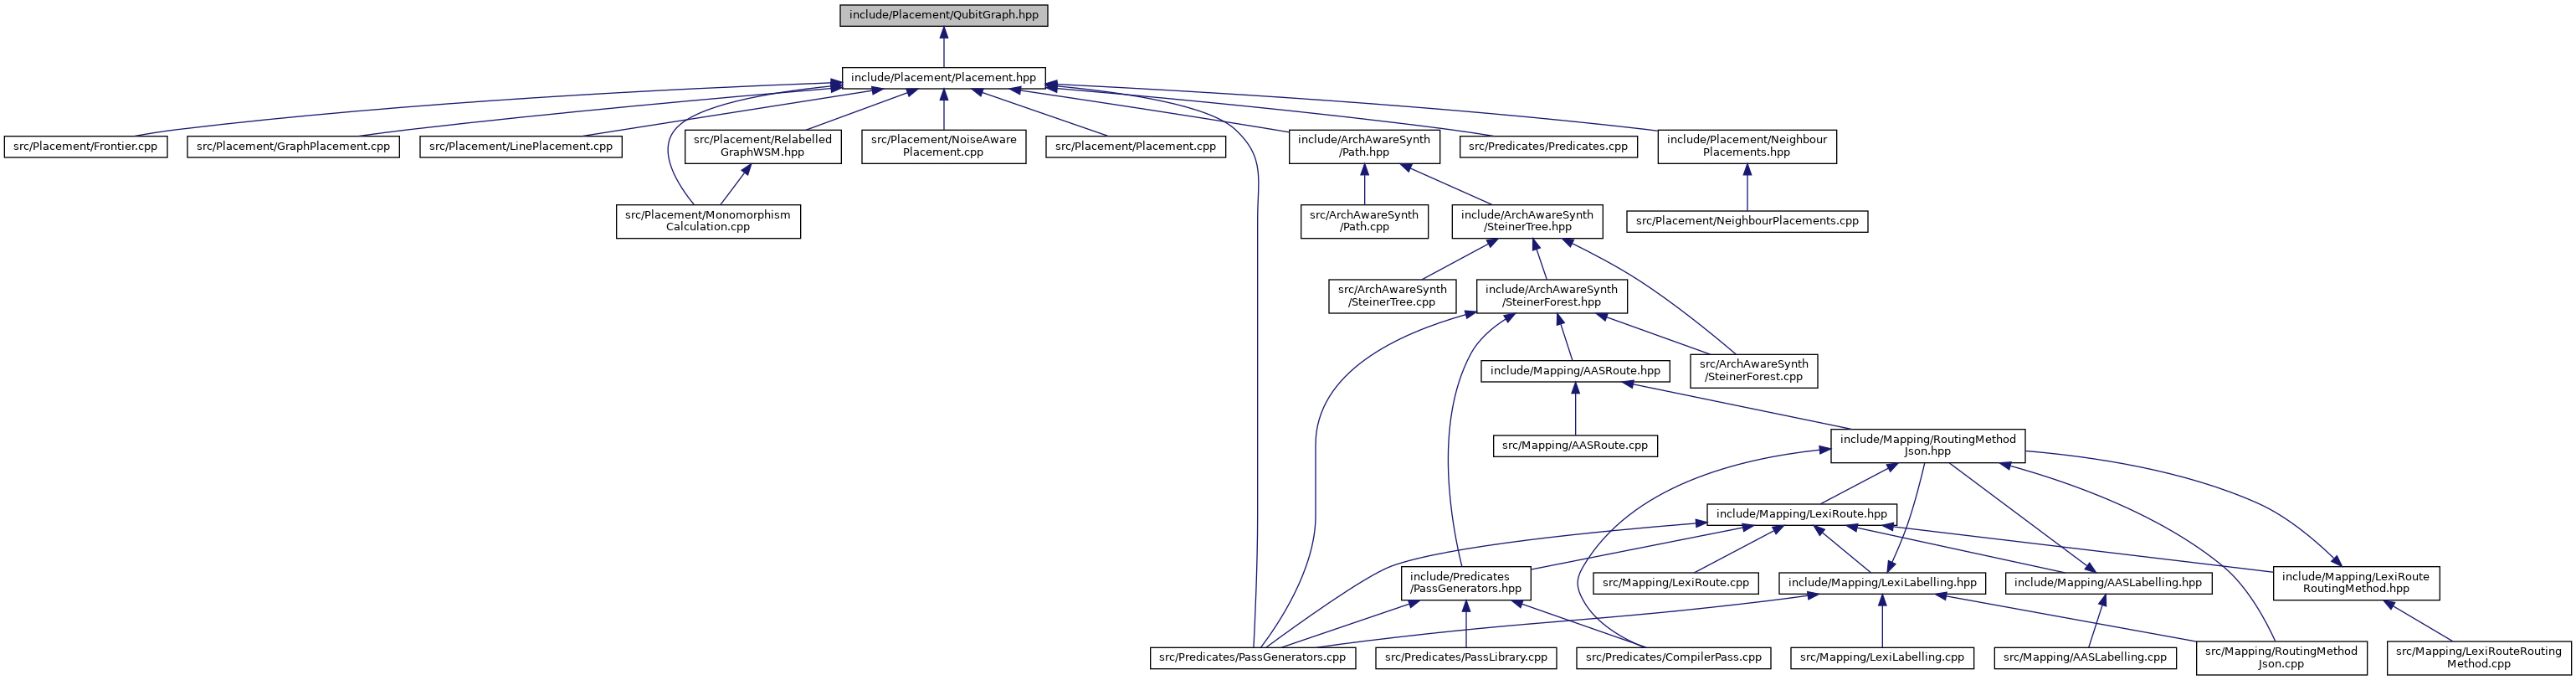 include/Placement/QubitGraph.hpp
include/Placement/Placement.hpp
src/Placement/Frontier.cpp
src/Placement/GraphPlacement.cpp
src/Placement/LinePlacement.cpp
src/Placement/Relabelled
GraphWSM.hpp
src/Placement/NoiseAware
Placement.cpp
src/Placement/Placement.cpp
include/ArchAwareSynth
/Path.hpp
src/Predicates/Predicates.cpp
include/Placement/Neighbour
Placements.hpp
src/Placement/Monomorphism
Calculation.cpp
src/ArchAwareSynth
/Path.cpp
include/ArchAwareSynth
/SteinerTree.hpp
src/Placement/NeighbourPlacements.cpp
src/ArchAwareSynth
/SteinerTree.cpp
include/ArchAwareSynth
/SteinerForest.hpp
include/Mapping/AASRoute.hpp
src/ArchAwareSynth
/SteinerForest.cpp
src/Mapping/AASRoute.cpp
include/Mapping/RoutingMethod
Json.hpp
include/Mapping/LexiRoute.hpp
include/Predicates
/PassGenerators.hpp
src/Mapping/LexiRoute.cpp
include/Mapping/LexiLabelling.hpp
include/Mapping/AASLabelling.hpp
include/Mapping/LexiRoute
RoutingMethod.hpp
src/Predicates/PassGenerators.cpp
src/Predicates/PassLibrary.cpp
src/Predicates/CompilerPass.cpp
src/Mapping/LexiLabelling.cpp
src/Mapping/AASLabelling.cpp
src/Mapping/RoutingMethod
Json.cpp
src/Mapping/LexiRouteRouting
Method.cpp